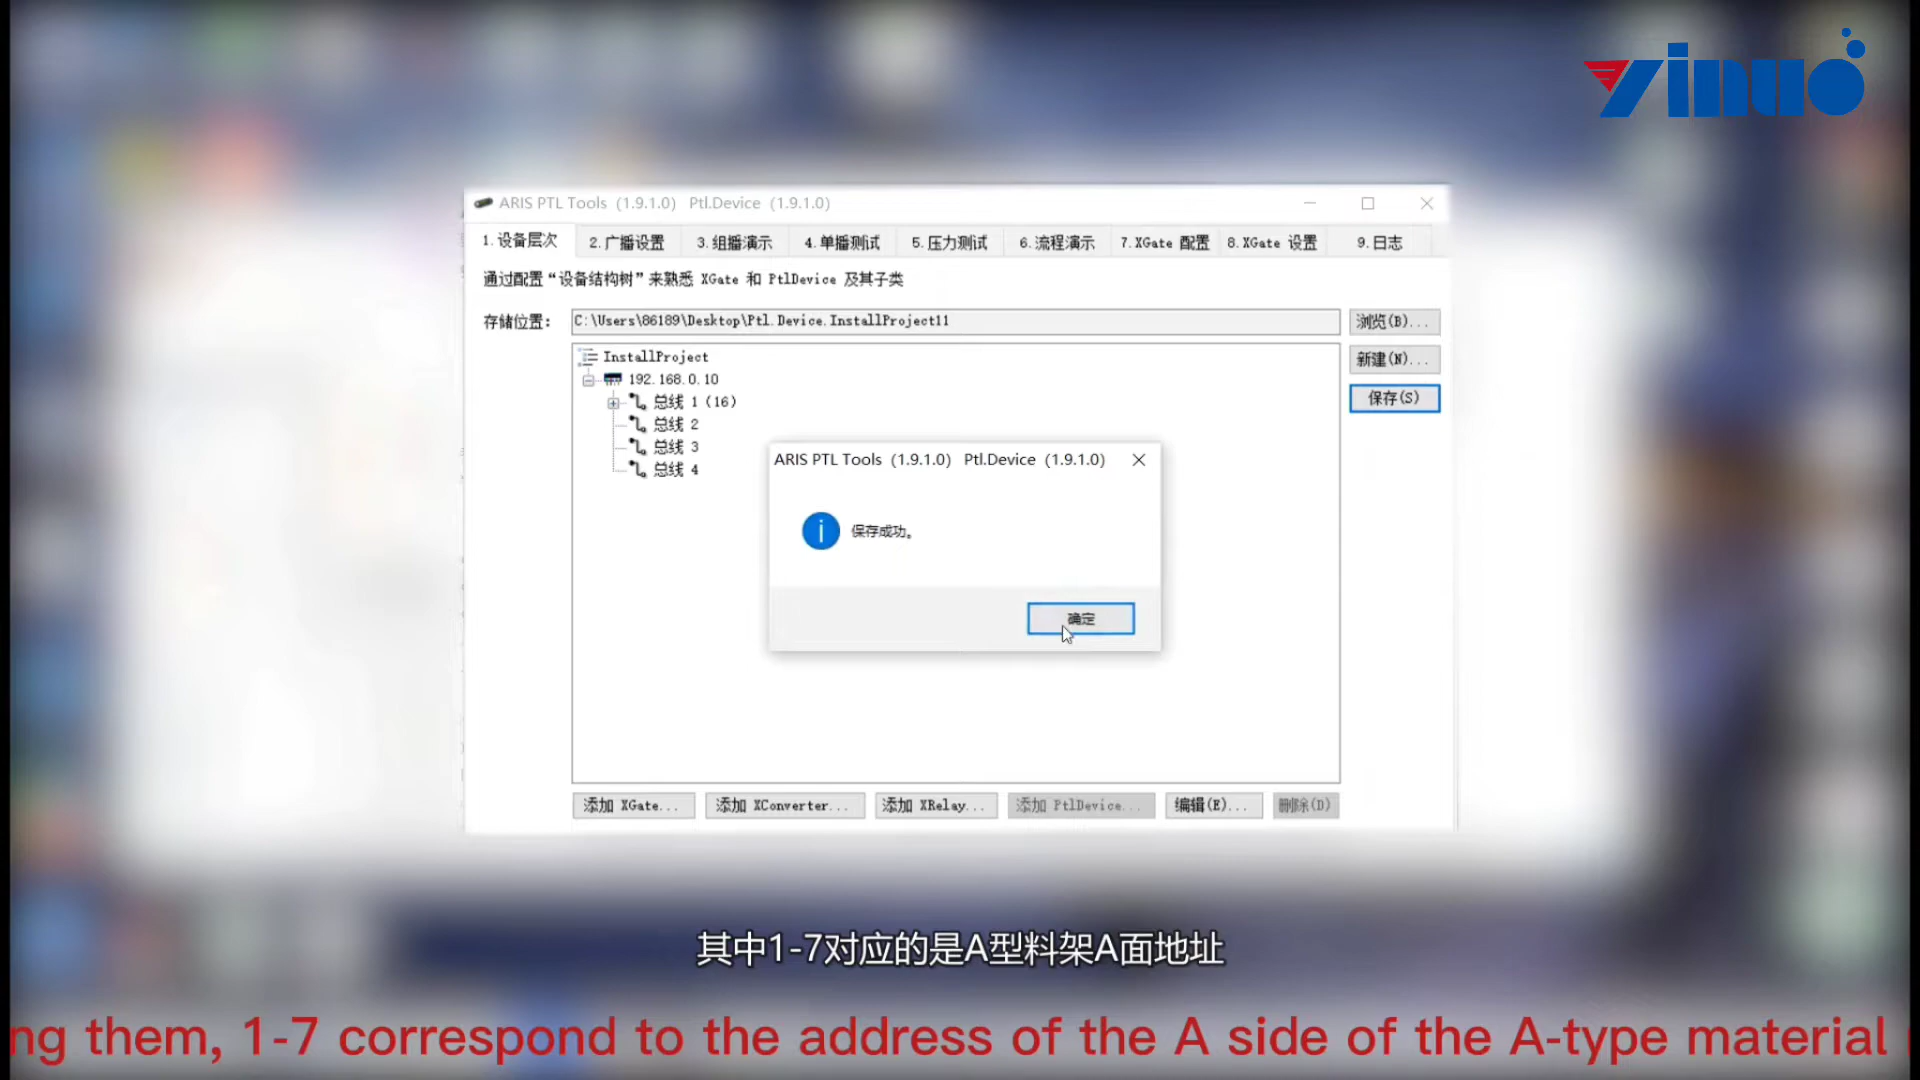 yinuo
ARIS PTL Tools (1.9.1.0) Ptl.Device (1.9.1.0)
1.设备层次 2.广播设置 3.组播演示 4.单播测试 5.压力测试 6.流程演示 7.XGate 配置 8.XGate 设置 9.日志
通过配置“设备结构树”来熟悉 XGate 和 PtlDevice 及其子类
存储位置: C:\Users\86189\Desktop\Ptl.Device.InstallProject11 浏览(B)...
InstallProject 新建(N)...
192.168.0.10
总线 1 (16) 保存(S)
总线 2
总线 3
总线 4
ARIS PTL Tools (1.9.1.0) Ptl.Device (1.9.1.0)
保存成功。
确定
添加 XGate... 添加 XConverter... 添加 XRelay... 添加 PtlDevice... 编辑(E)... 删除(D)
其中1-7对应的是A型料架A面地址
ng them, 1-7 correspond to the address of the A side of the A-type material